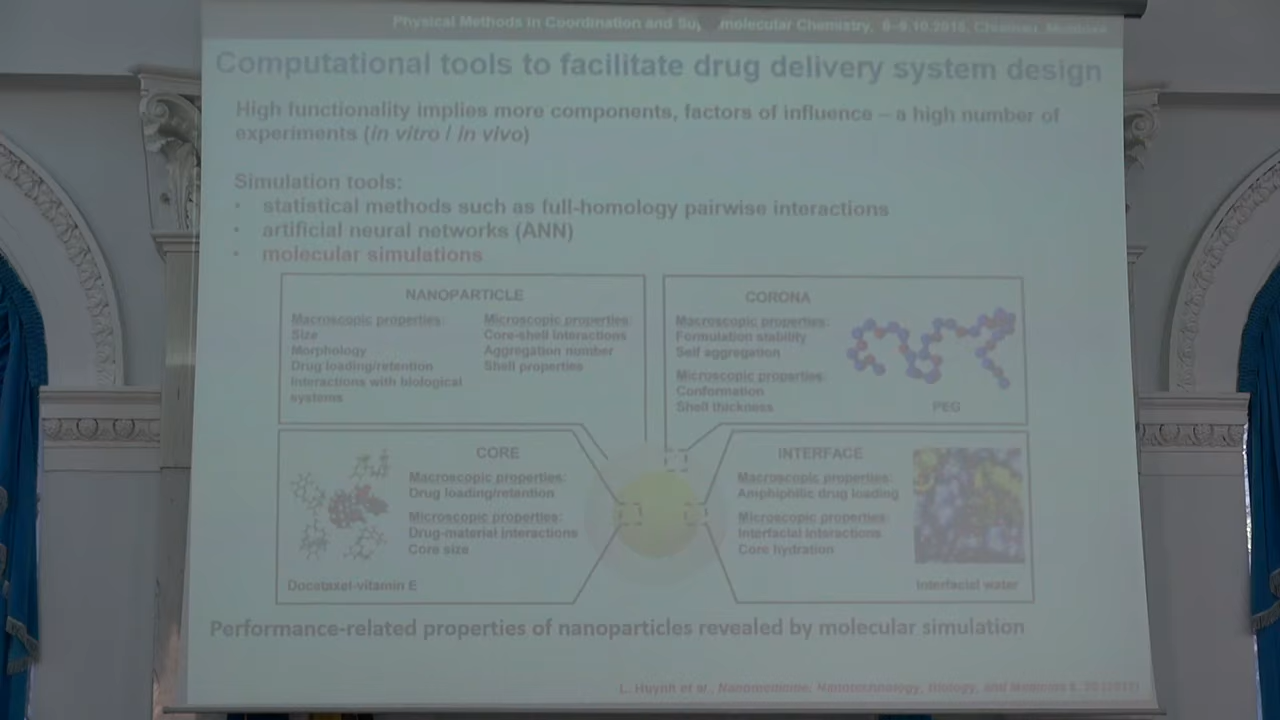 Physical Methods in Coordination and molecular Chemistry,
Computational tools to facilitate drug delivery system design
High functionality implies more components, factors of influence – a high number of
experiments (in vitro / in vivo)
Simulation tools:
• statistical methods such as full-homology pairwise interactions
• artificial neural networks (ANN)
• molecular simulations
NANOPARTICLE
Macroscopic properties:
Size
Morphology
Drug loading/retention
Interactions with biological
systems
Microscopic properties:
Core-shell interactions
Aggregation number
Shell properties
CORONA
Macroscopic properties:
Formulation stability
Self aggregation
Microscopic properties:
Conformation
Shell thickness
PEG
CORE
Macroscopic properties:
Drug loading/retention
Microscopic properties:
Drug-material interactions
Core size
Docetaxel-vitamin E
INTERFACE
Macroscopic properties:
Amphiphilic drug loading
Microscopic properties:
Interfacial interactions
Core hydration
Interfacial water
Performance-related properties of nanoparticles revealed by molecular simulation
L. Huynh et al., Nanomedicine, Nanotechnology, Biology, and Medicine